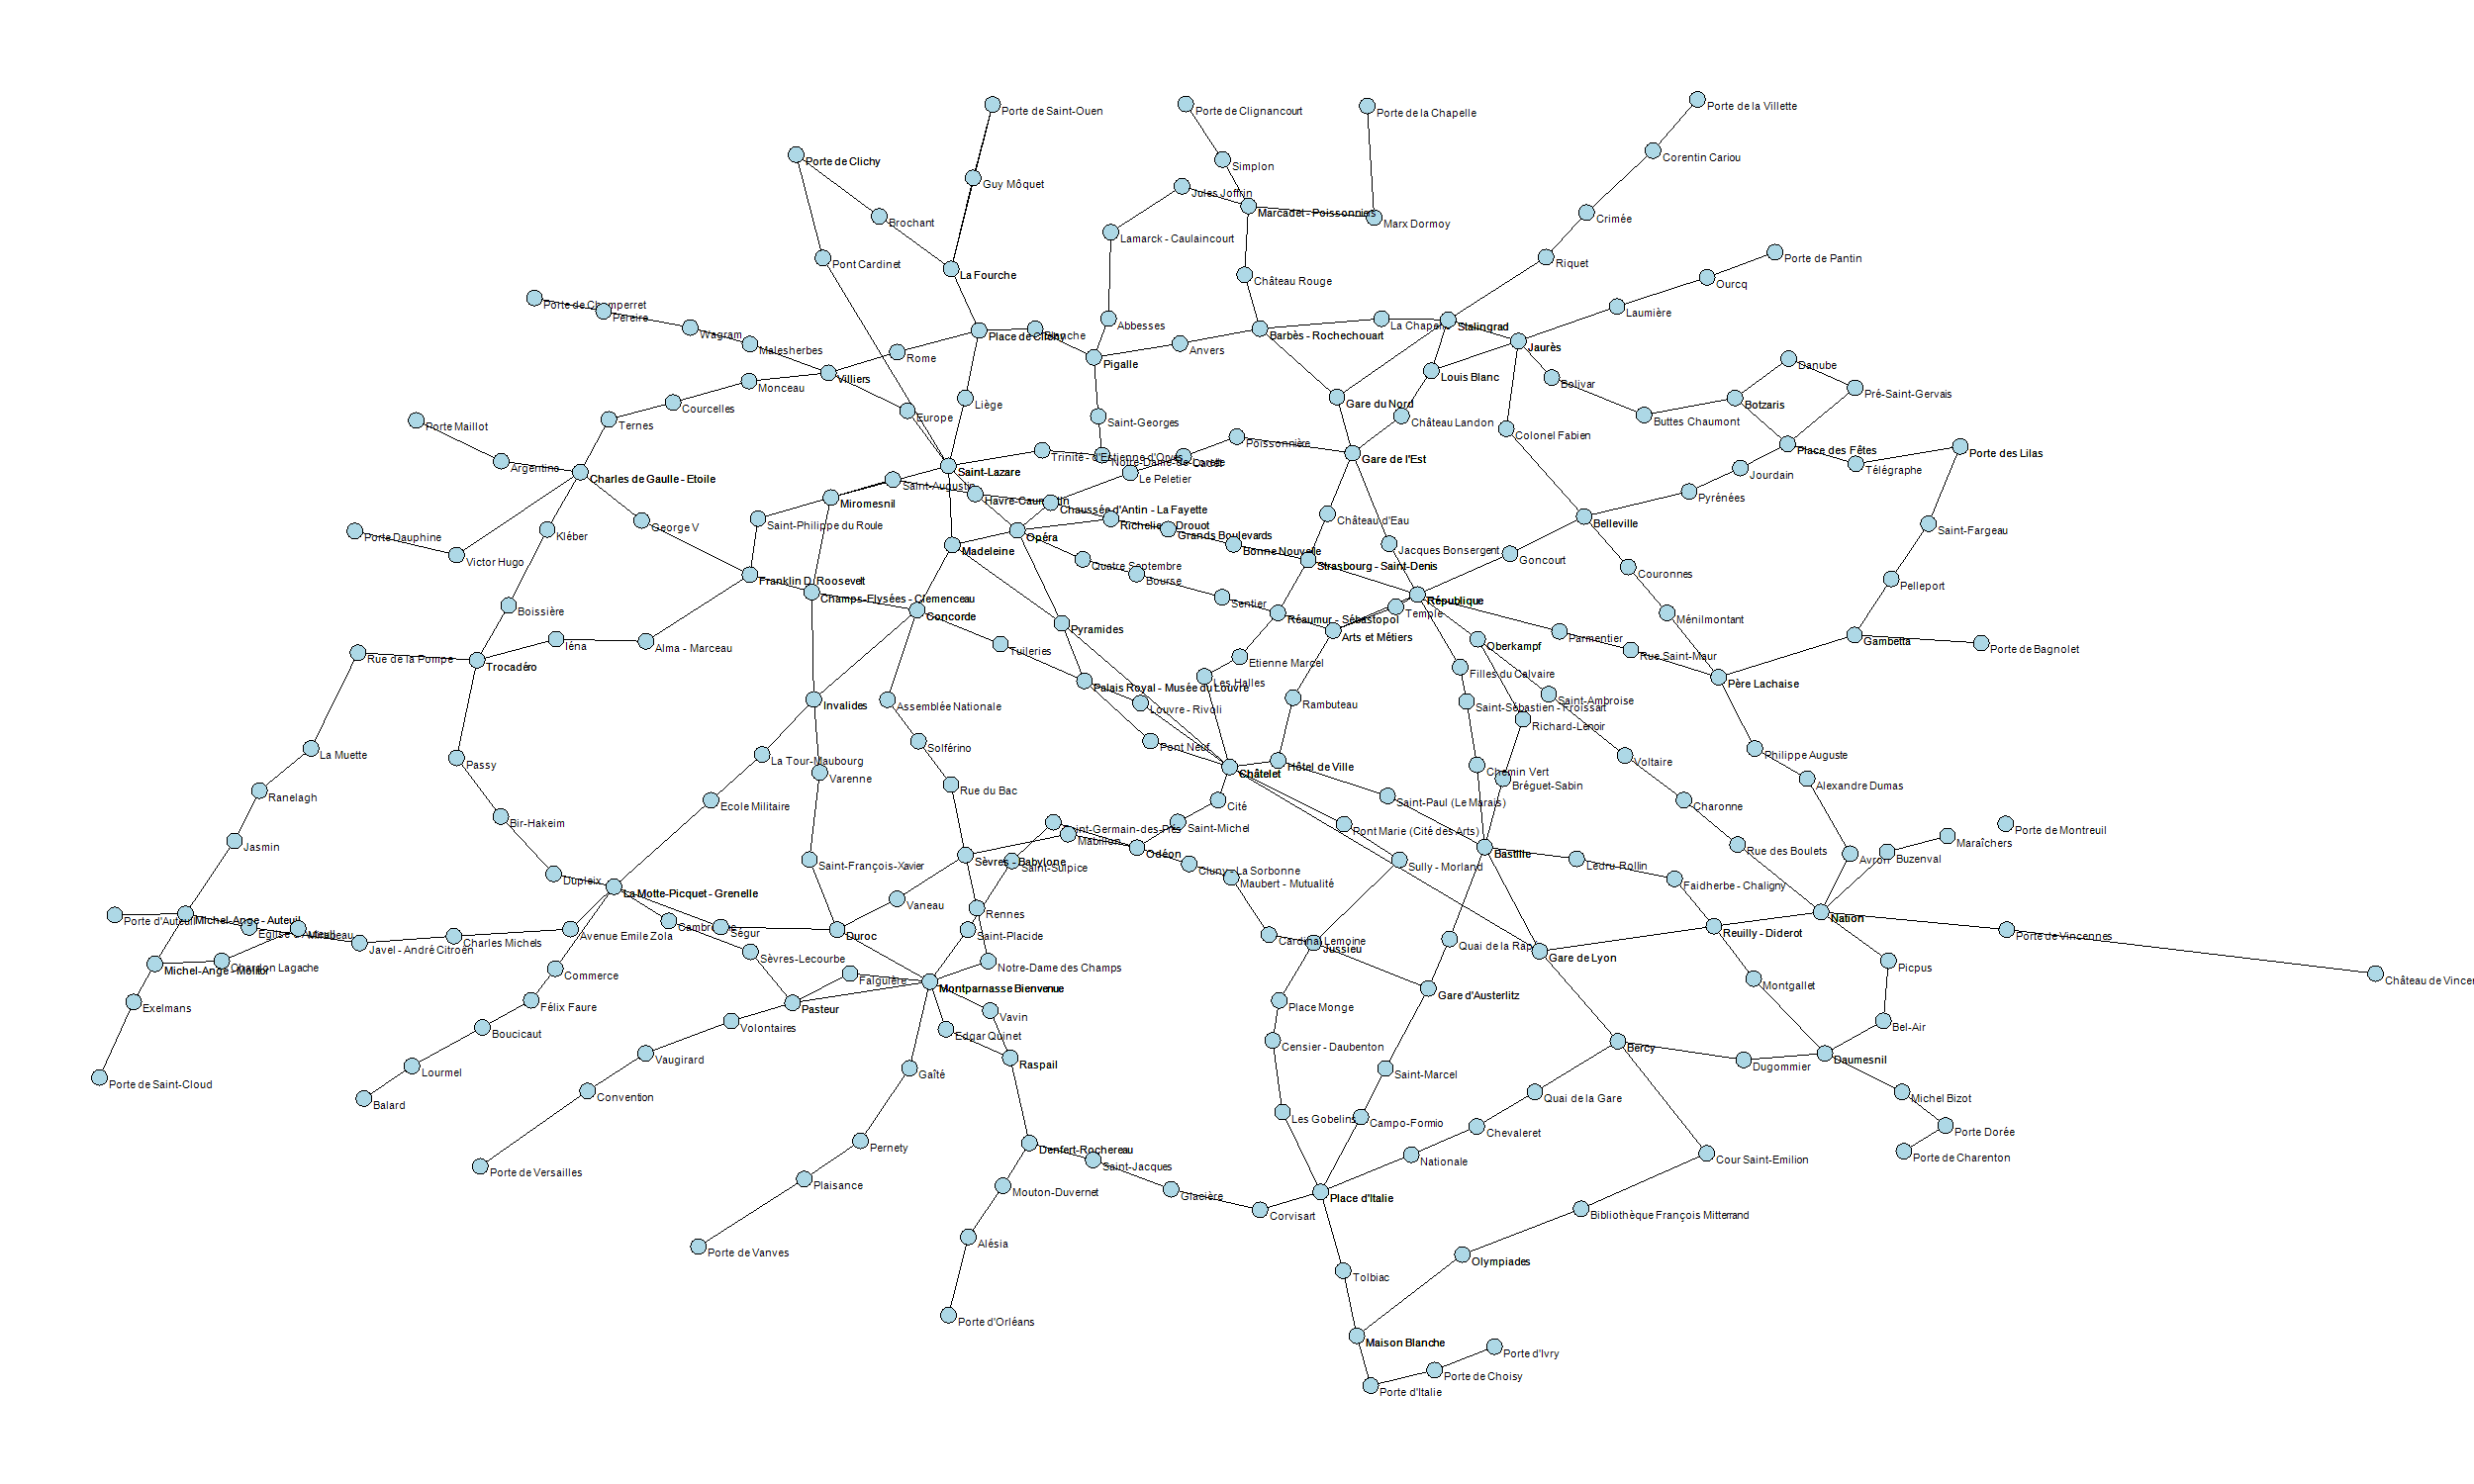 Porte de Saint-Ouen
Porte de Clignancourt
Porte de la Chapelle
Porte de la Villette
Porte de Clichy
Simplon
Corentin Cariou
Guy Môquet
Jules Joffrin
Marcadet - Poissonniers
Marx Dormoy
Crimée
Brochant
Lamarck - Caulaincourt
Porte de Pantin
Pont Cardinet
La Fourche
Riquet
Château Rouge
Ourcq
Porte de Champerret
Pereire
Laumière
Wagram
Abbesses
La Chapelle
Stalingrad
Place de Clichy
Blanche
Barbès - Rochechouart
Malesherbes
Rome
Anvers
Jaurès
Pigalle
Danube
Villiers
Louis Blanc
Bolivar
Monceau
Pré-Saint-Gervais
Courcelles
Liège
Gare du Nord
Botzaris
Europe
Porte Maillot
Ternes
Saint-Georges
Château Landon
Buttes Chaumont
Colonel Fabien
Poissonnière
Place des Fêtes
Porte des Lilas
Trinité - d'Estienne d'Orves
Notre-Dame-de-Lorette
Cadet
Gare de l'Est
Argentine
Saint-Lazare
Télégraphe
Charles de Gaulle - Etoile
Le Peletier
Jourdain
Saint-Augustin
Pyrénées
Havre-Caumartin
Miromesnil
Chaussée d'Antin - La Fayette
Saint-Philippe du Roule
Richelieu - Drouot
Château d'Eau
Belleville
George V
Saint-Fargeau
Porte Dauphine
Kléber
Opéra
Grands Boulevards
Madeleine
Bonne Nouvelle
Jacques Bonsergent
Victor Hugo
Goncourt
Quatre Septembre
Strasbourg - Saint-Denis
Couronnes
Franklin D. Roosevelt
Bourse
Pelleport
Champs-Elysées - Clemenceau
Sentier
République
Boissière
Concorde
Temple
Réaumur - Sébastopol
Ménilmontant
Pyramides
Arts et Métiers
Parmentier
Iéna
Alma - Marceau
Tuileries
Oberkampf
Gambetta
Porte de Bagnolet
Rue de la Pompe
Trocadéro
Etienne Marcel
Rue Saint-Maur
Filles du Calvaire
Palais Royal - Musée du Louvre
Les Halles
Père Lachaise
Invalides
Assemblée Nationale
Louvre - Rivoli
Rambuteau
Saint-Sébastien - Froissart
Saint-Ambroise
Richard-Lenoir
La Muette
Solférino
Pont Neuf
Philippe Auguste
La Tour-Maubourg
Passy
Voltaire
Châtelet
Hôtel de Ville
Chemin Vert
Varenne
Bréguet-Sabin
Alexandre Dumas
Ranelagh
Rue du Bac
Ecole Militaire
Cité
Saint-Paul (Le Marais)
Charonne
Bir-Hakeim
Saint-Germain-des-Prés
Saint-Michel
Pont Marie (Cité des Arts)
Porte de Montreuil
Mabillon
Maraîchers
Jasmin
Odéon
Bastille
Rue des Boulets
Avron
Buzenval
Sèvres - Babylone
Saint-Sulpice
Saint-François-Xavier
Cluny - La Sorbonne
Sully - Morland
Ledru-Rollin
Dupleix
Maubert - Mutualité
Faidherbe - Chaligny
La Motte-Picquet - Grenelle
Vaneau
Rennes
Porte d'Auteuil
Michel-Ange - Auteuil
Nation
Eglise d'Auteuil
Mirabeau
Cambronne
Ségur
Avenue Emile Zola
Duroc
Saint-Placide
Reuilly - Diderot
Porte de Vincennes
Javel - André Citroën
Charles Michels
Cardinal Lemoine
Jussieu
Quai de la Rap
Gare de Lyon
Sèvres-Lecourbe
Michel-Ange - Molitor
Chardon Lagache
Notre-Dame des Champs
Picpus
Commerce
Falguière
Château de Vincen
Montparnasse Bienvenue
Montgallet
Gare d'Austerlitz
Exelmans
Félix Faure
Pasteur
Place Monge
Vavin
Volontaires
Boucicaut
Edgar Quinet
Bel-Air
Censier - Daubenton
Bercy
Vaugirard
Raspail
Dugommier
Daumesnil
Lourmel
Gaîté
Saint-Marcel
Porte de Saint-Cloud
Balard
Convention
Quai de la Gare
Michel Bizot
Les Gobelins
Campo-Formio
Chevaleret
Porte Dorée
Pernety
Denfert-Rochereau
Saint-Jacques
Nationale
Cour Saint-Emilion
Porte de Charenton
Porte de Versailles
Plaisance
Mouton-Duvernet
Glacière
Place d'Italie
Corvisart
Bibliothèque François Mitterrand
Alésia
Porte de Vanves
Olympiades
Tolbiac
Porte d'Orléans
Maison Blanche
Porte d'Ivry
Porte de Choisy
Porte d'Italie